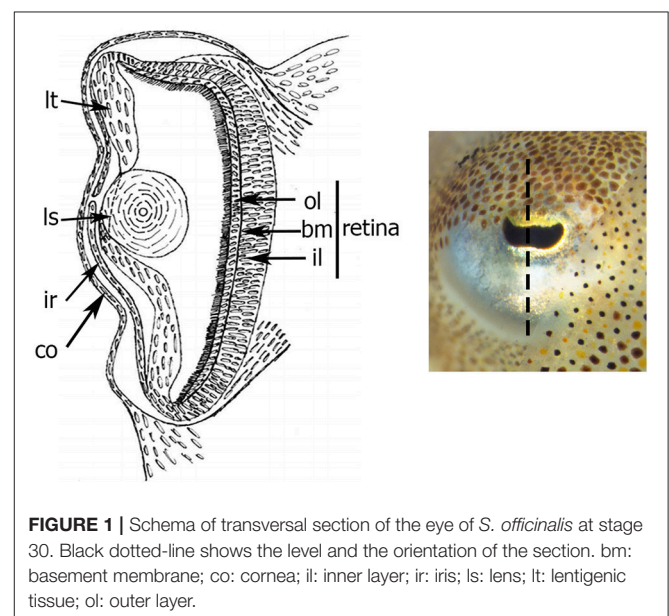 lt
ls
ir
co
ol
bm
il
retina
FIGURE 1 | Schema of transversal section of the eye of S. officinalis at stage
30. Black dotted-line shows the level and the orientation of the section. bm:
basement membrane; co: cornea; il: inner layer; ir: iris; ls: lens; lt: lentigenic
tissue; ol: outer layer.